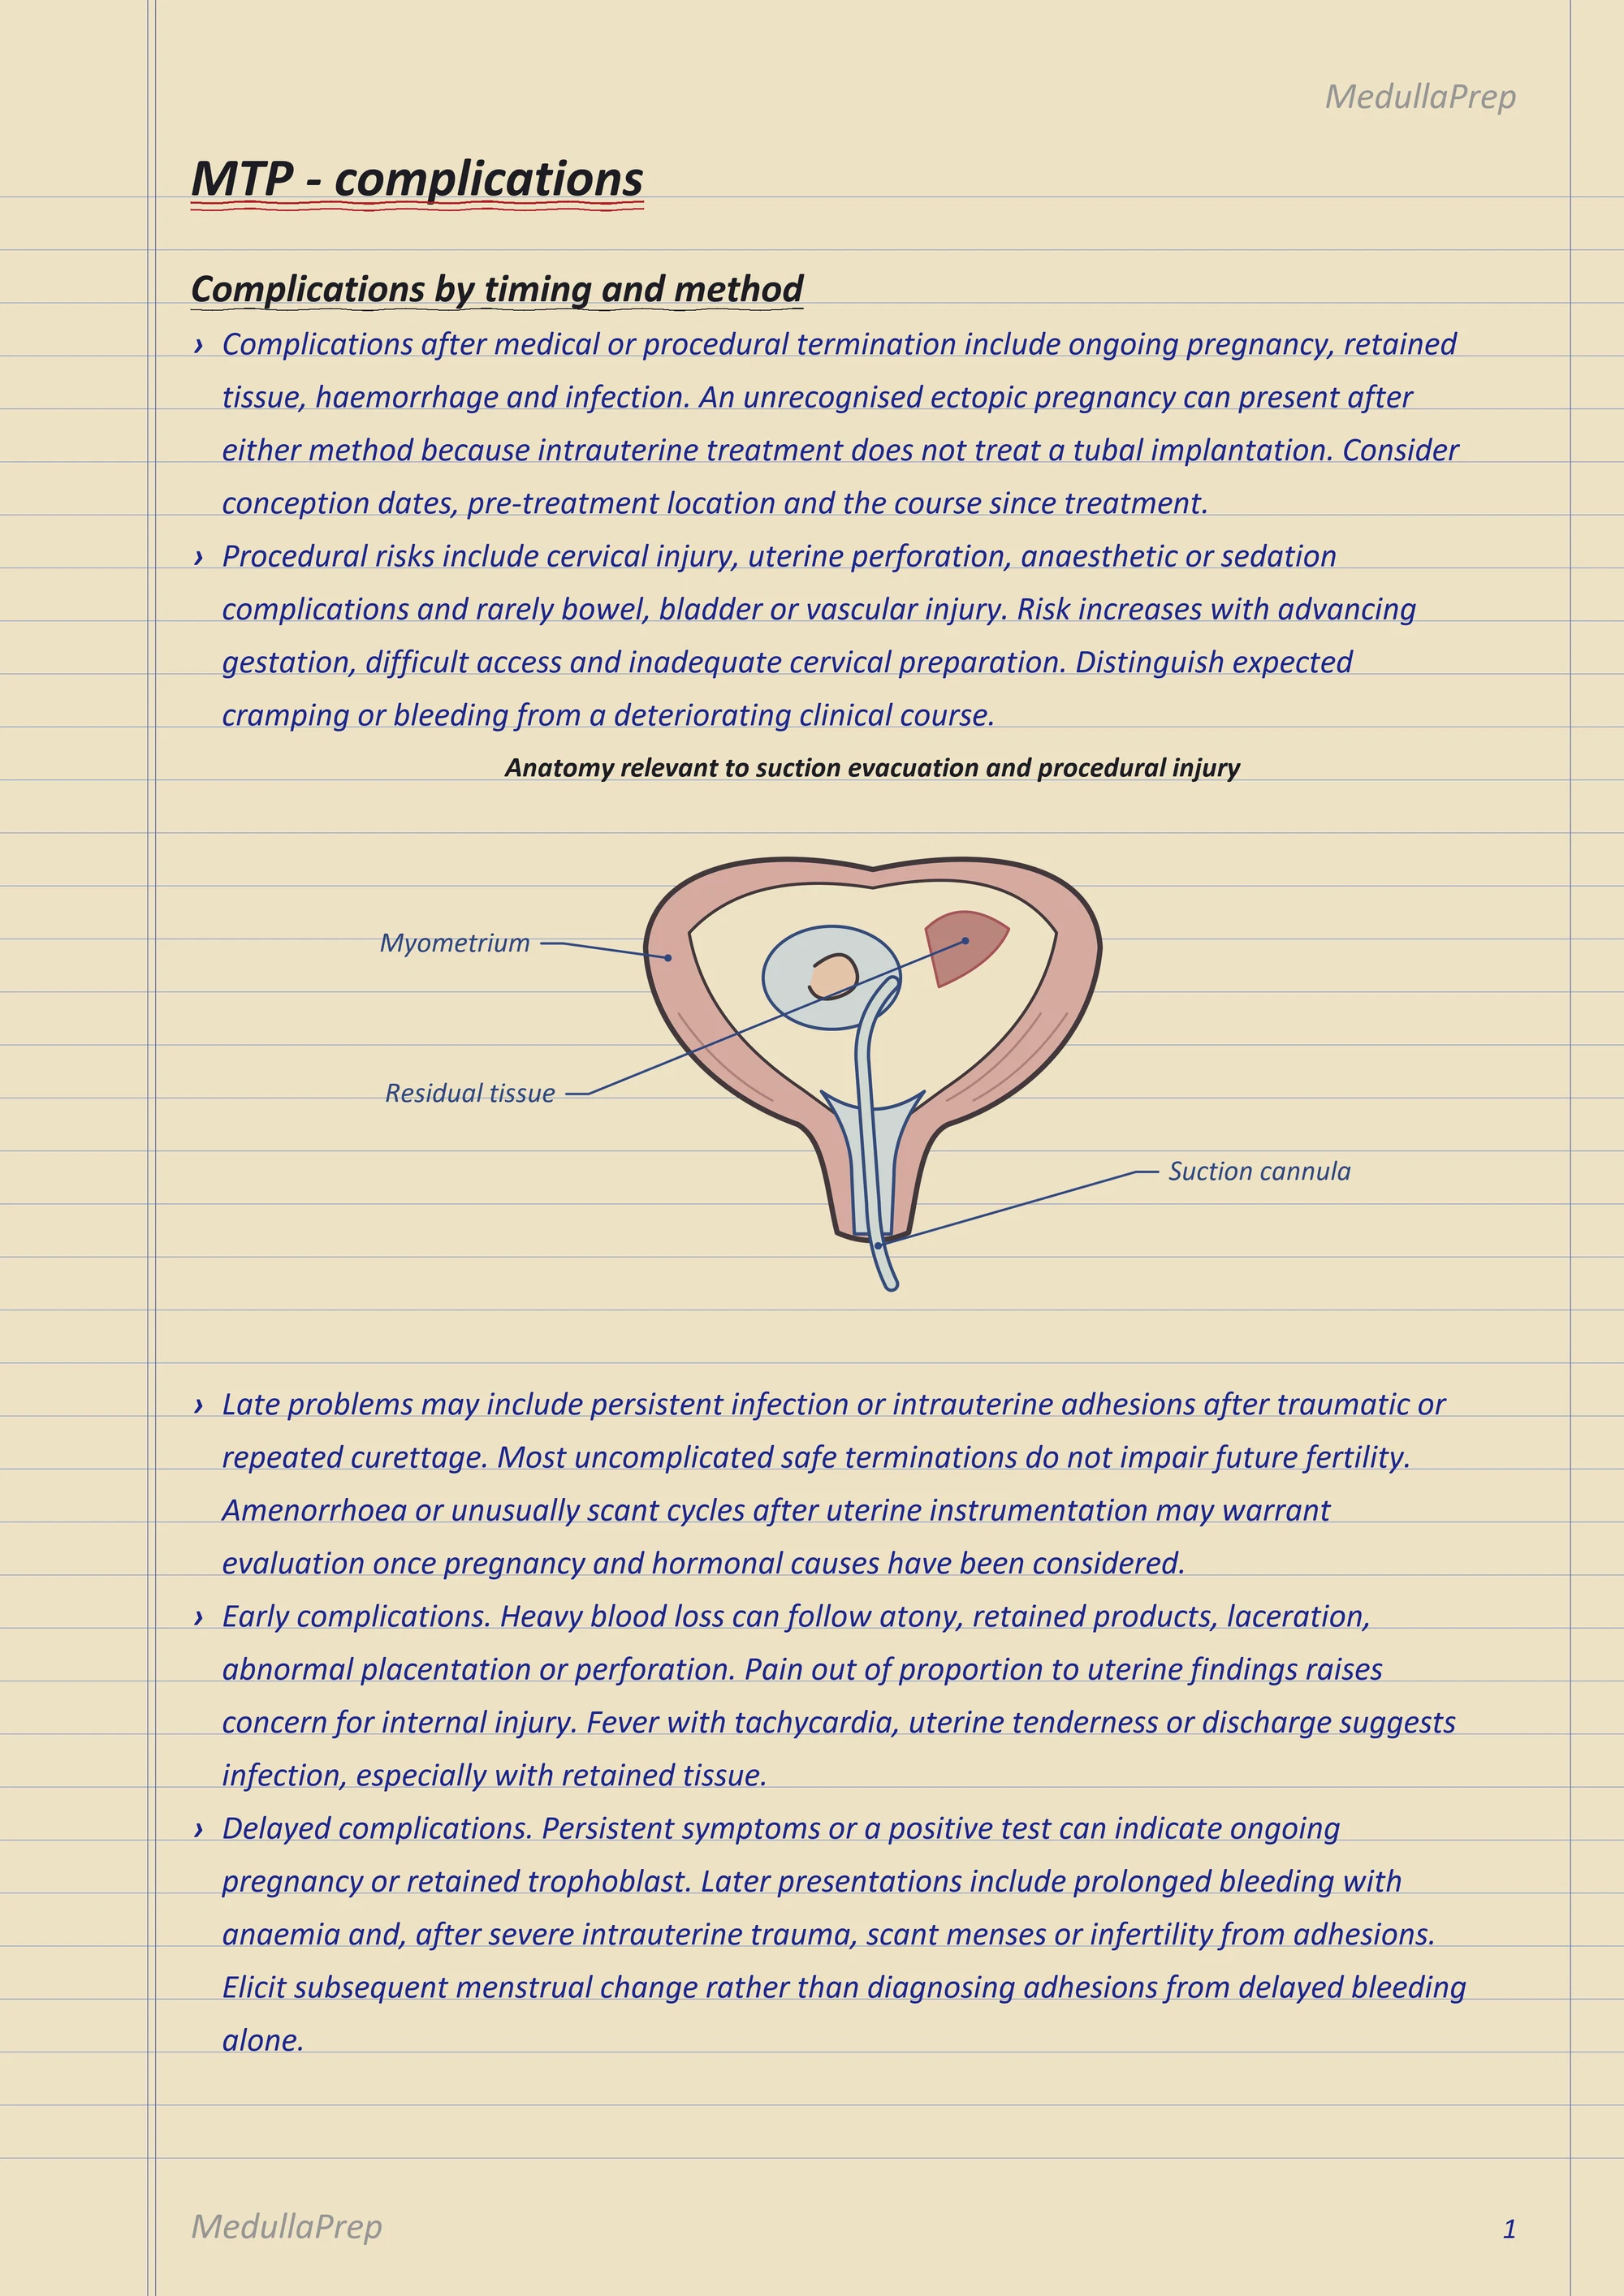 MedullaPrep
MTP - complications
Complications by timing and method
› Complications after medical or procedural termination include ongoing pregnancy, retained
tissue, haemorrhage and infection. An unrecognised ectopic pregnancy can present after
either method because intrauterine treatment does not treat a tubal implantation. Consider
conception dates, pre-treatment location and the course since treatment.
› Procedural risks include cervical injury, uterine perforation, anaesthetic or sedation
complications and rarely bowel, bladder or vascular injury. Risk increases with advancing
gestation, difficult access and inadequate cervical preparation. Distinguish expected
cramping or bleeding from a deteriorating clinical course.
Anatomy relevant to suction evacuation and procedural injury
Myometrium
Residual tissue
Suction cannula
› Late problems may include persistent infection or intrauterine adhesions after traumatic or
repeated curettage. Most uncomplicated safe terminations do not impair future fertility.
Amenorrhoea or unusually scant cycles after uterine instrumentation may warrant
evaluation once pregnancy and hormonal causes have been considered.
› Early complications. Heavy blood loss can follow atony, retained products, laceration,
abnormal placentation or perforation. Pain out of proportion to uterine findings raises
concern for internal injury. Fever with tachycardia, uterine tenderness or discharge suggests
infection, especially with retained tissue.
› Delayed complications. Persistent symptoms or a positive test can indicate ongoing
pregnancy or retained trophoblast. Later presentations include prolonged bleeding with
anaemia and, after severe intrauterine trauma, scant menses or infertility from adhesions.
Elicit subsequent menstrual change rather than diagnosing adhesions from delayed bleeding
alone.
MedullaPrep
1